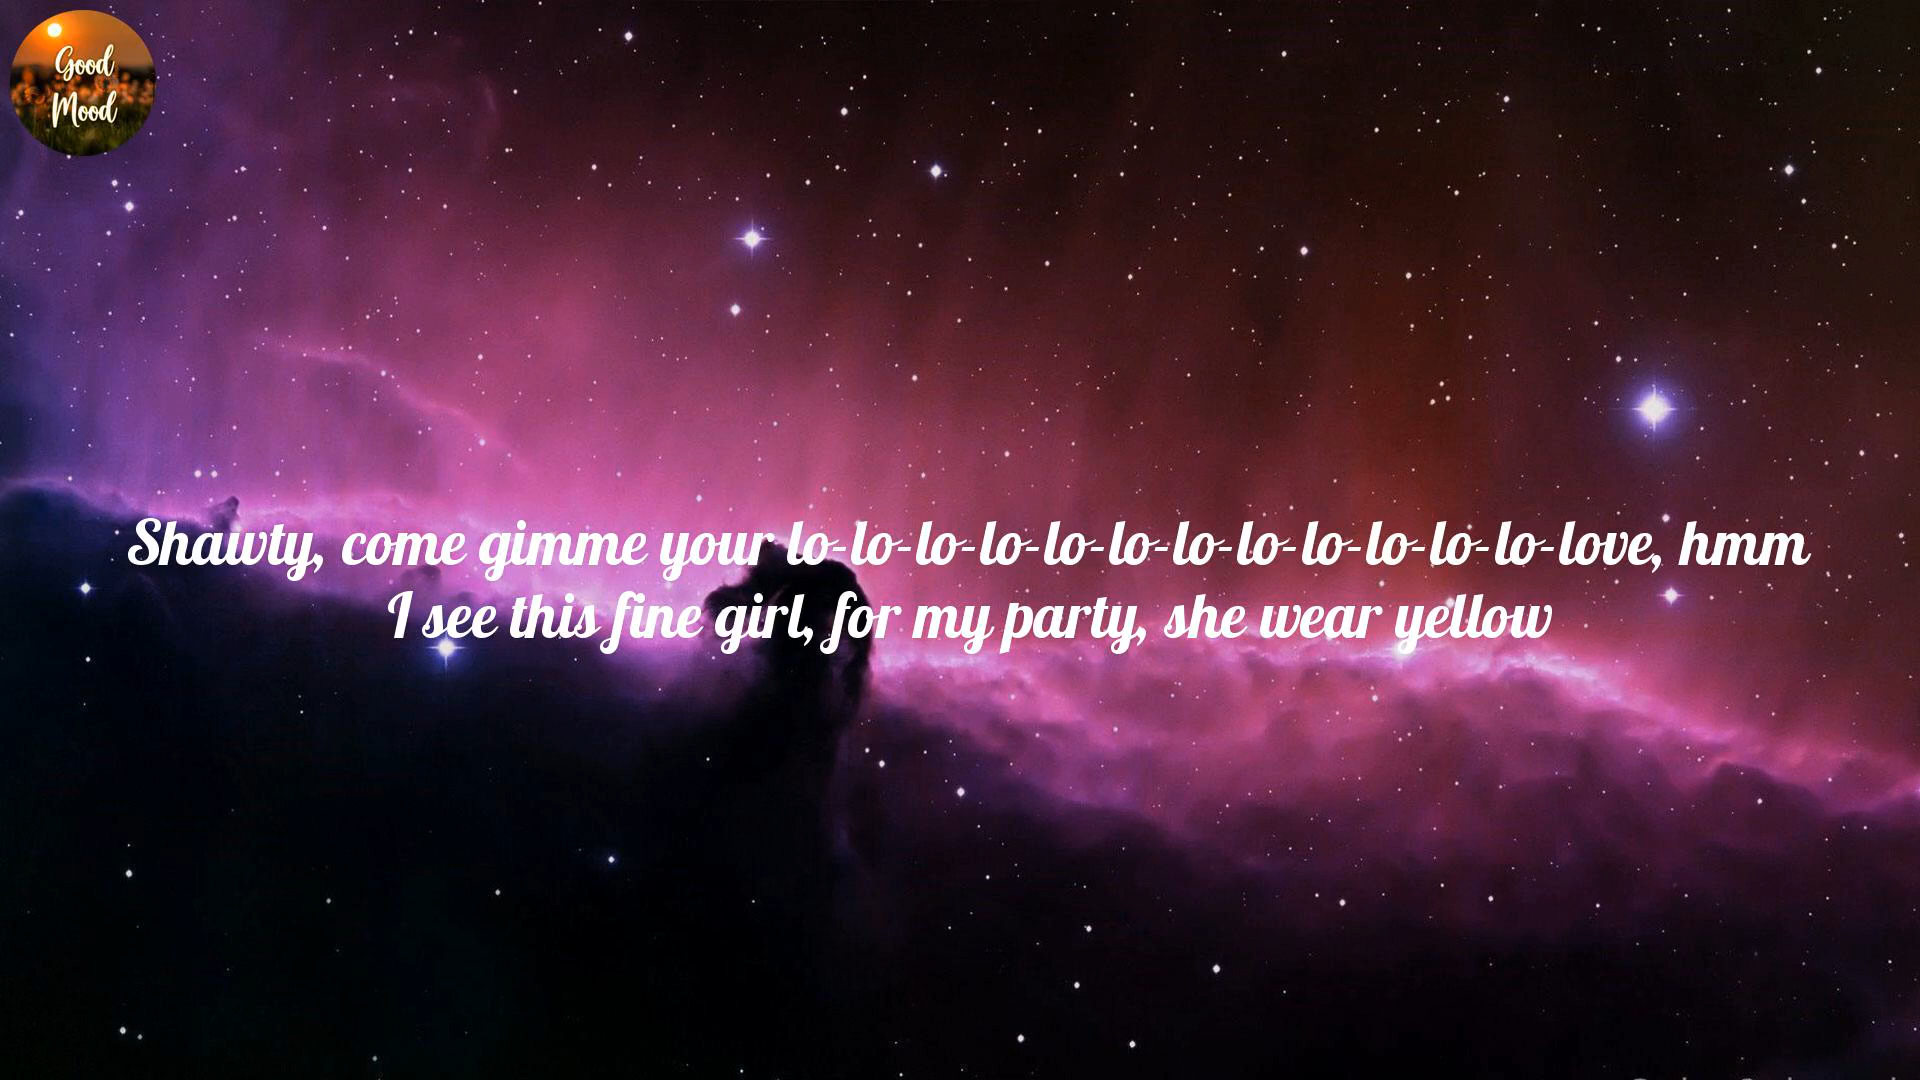 Good
Mood
Shawty, come gimme your lo-lo-lo-lo-lo-lo-lo-lo-lo-lo-lo-lo-love, hmm
I see this fine girl, for my party, she wear yellow